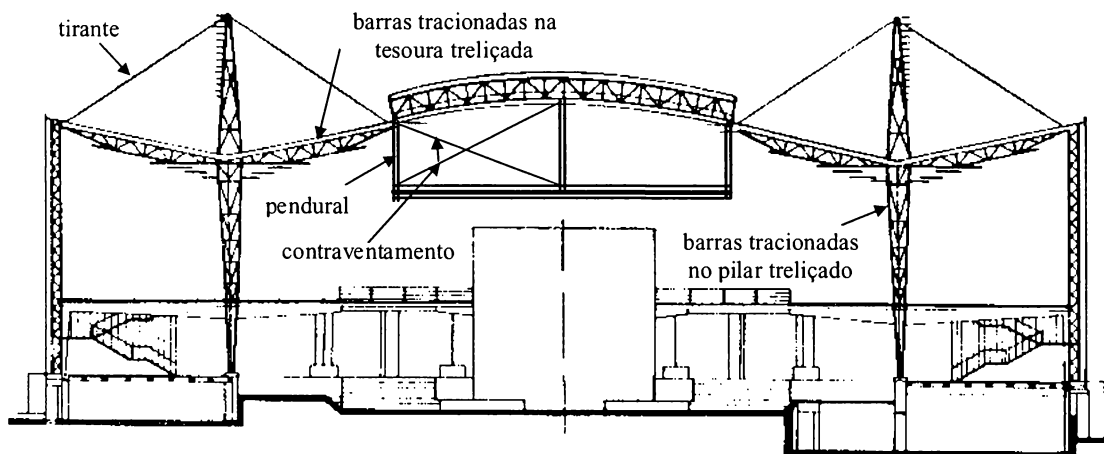 tirante
barras tracionadas na
tesoura treliçada
pendural
contraventamento
barras tracionadas
no pilar treliçado